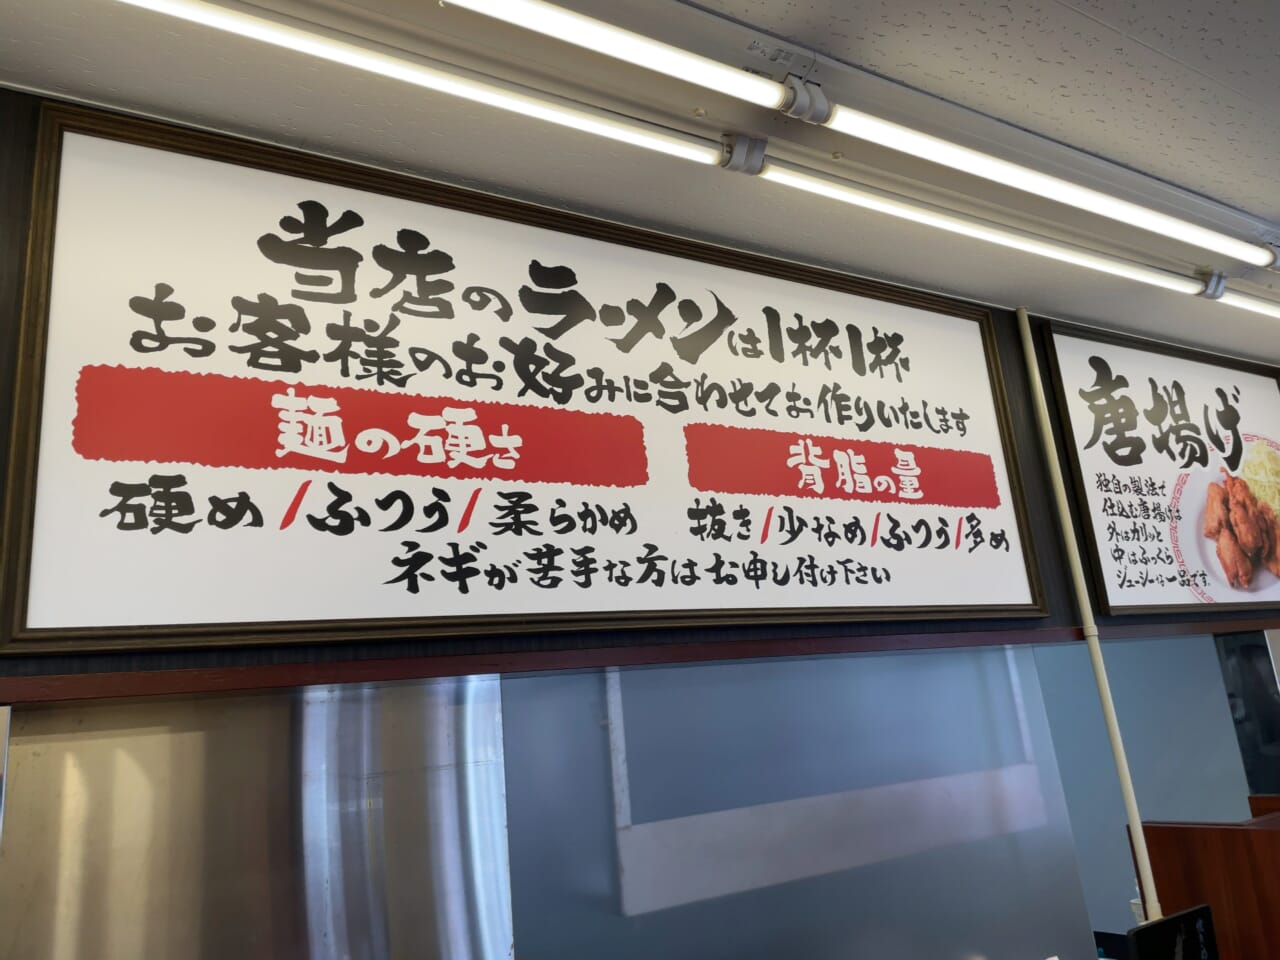 当店のラーメンは1杯1杯
お客様のお好みに合わせてお作りいたします
麺の硬さ
硬め/ふつう/柔らかめ
背脂の量
抜き/少なめ/ふつう/多め
ネギが苦手な方はお申し付け下さい
唐揚げ
独自の製法で
仕込む唐揚げは
外はカリッと
中はふっくら
ジューシーな一品です。